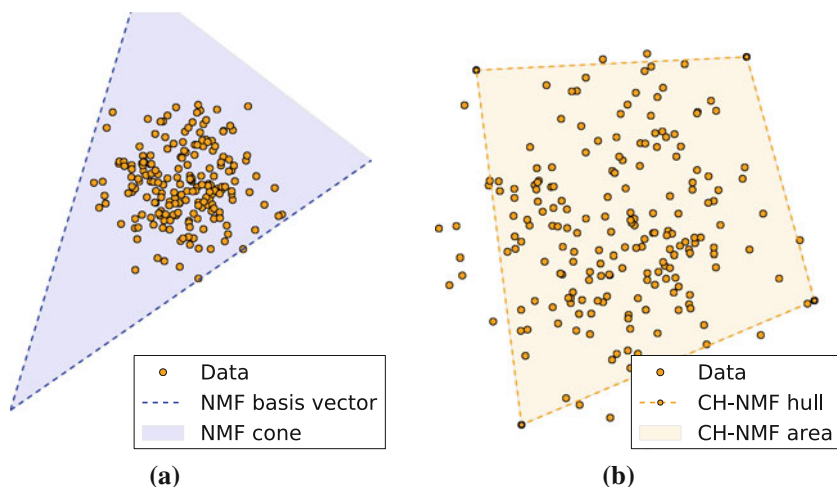 Data
NMF basis vector
NMF cone
(a)
Data
CH-NMF hull
CH-NMF area
(b)